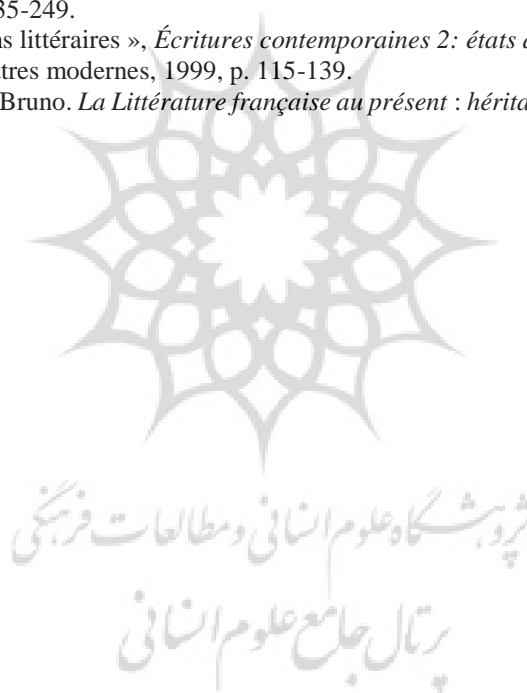 35-249.
ns littéraires », Écritures contemporaines 2: états
utres modernes, 1999, p. 115-139.
Bruno. La Littérature française au présent : hérita
پژوهشگاه علوم انسانی و مطالعات فرهنگی
پرتال جامع علوم انسانی